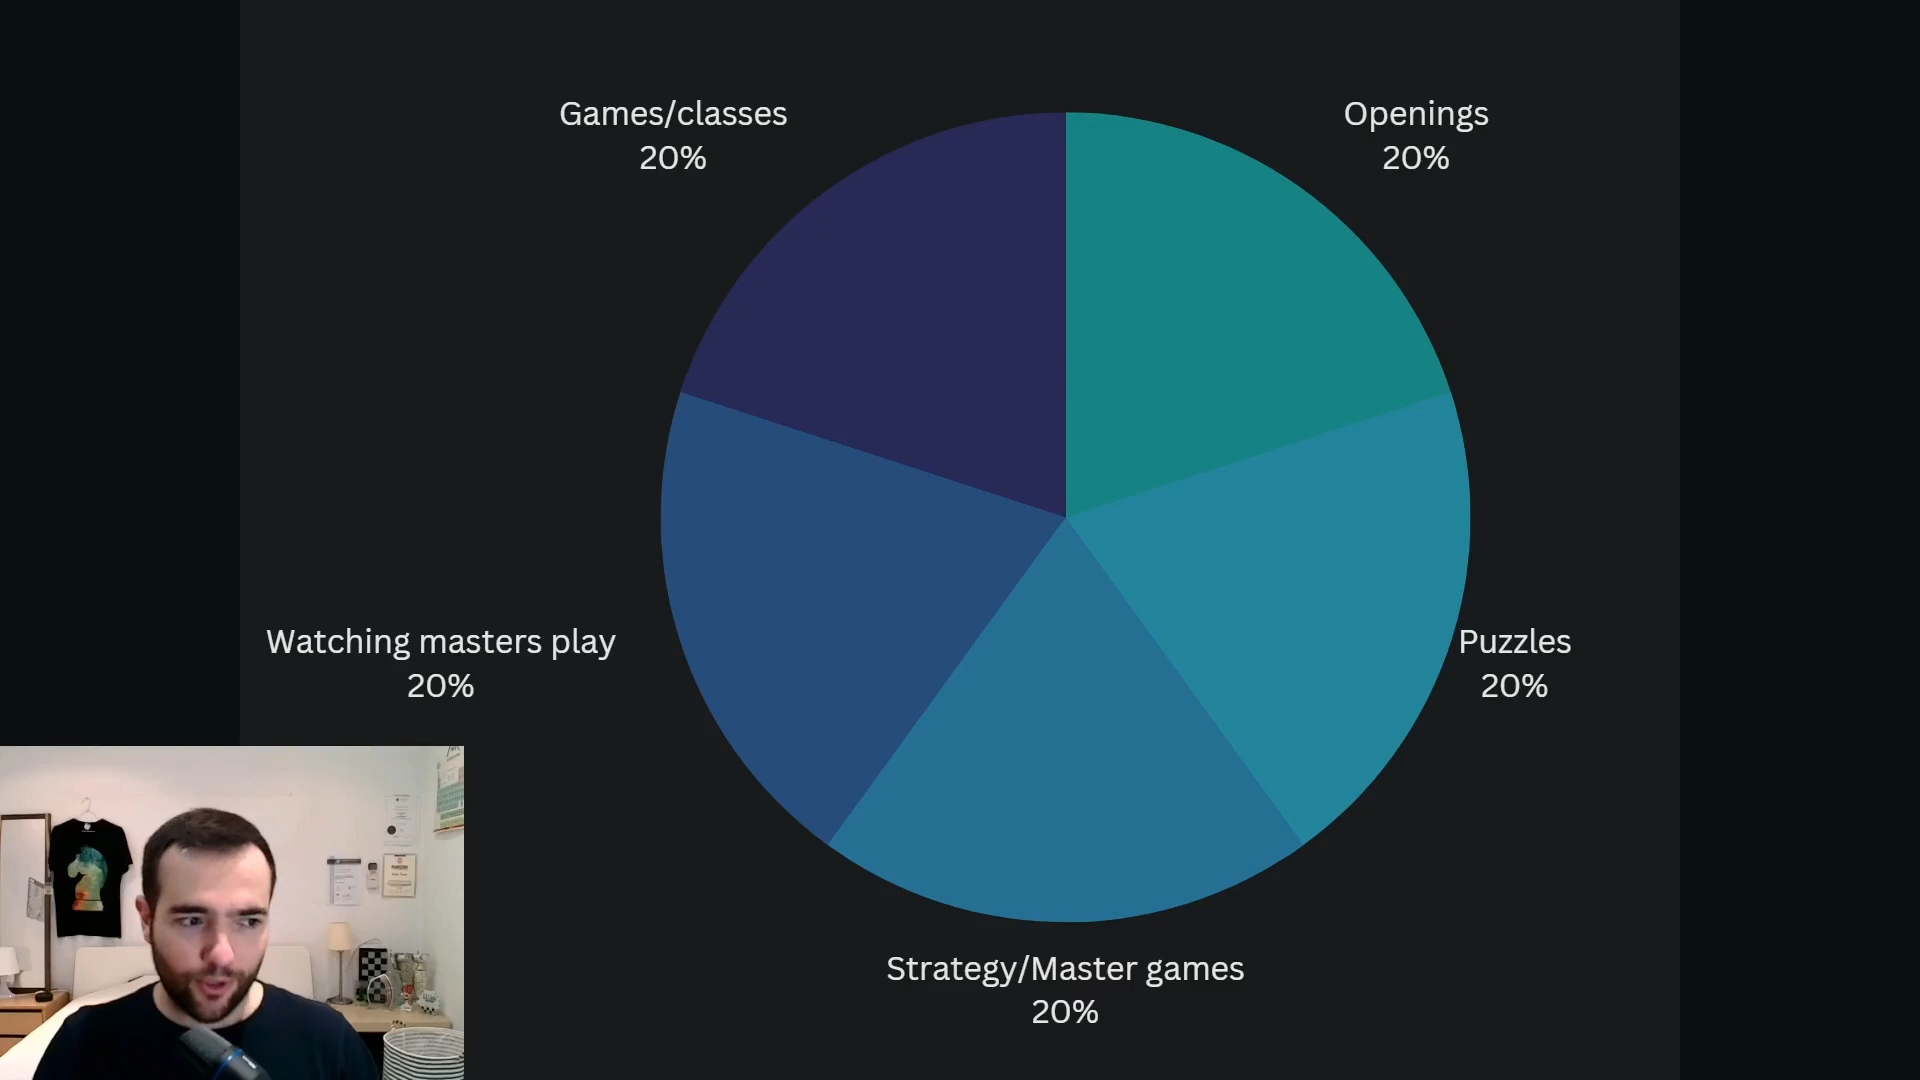 Games/classes
20%
Openings
20%
Watching masters play
20%
Puzzles
20%
Strategy/Master games
20%